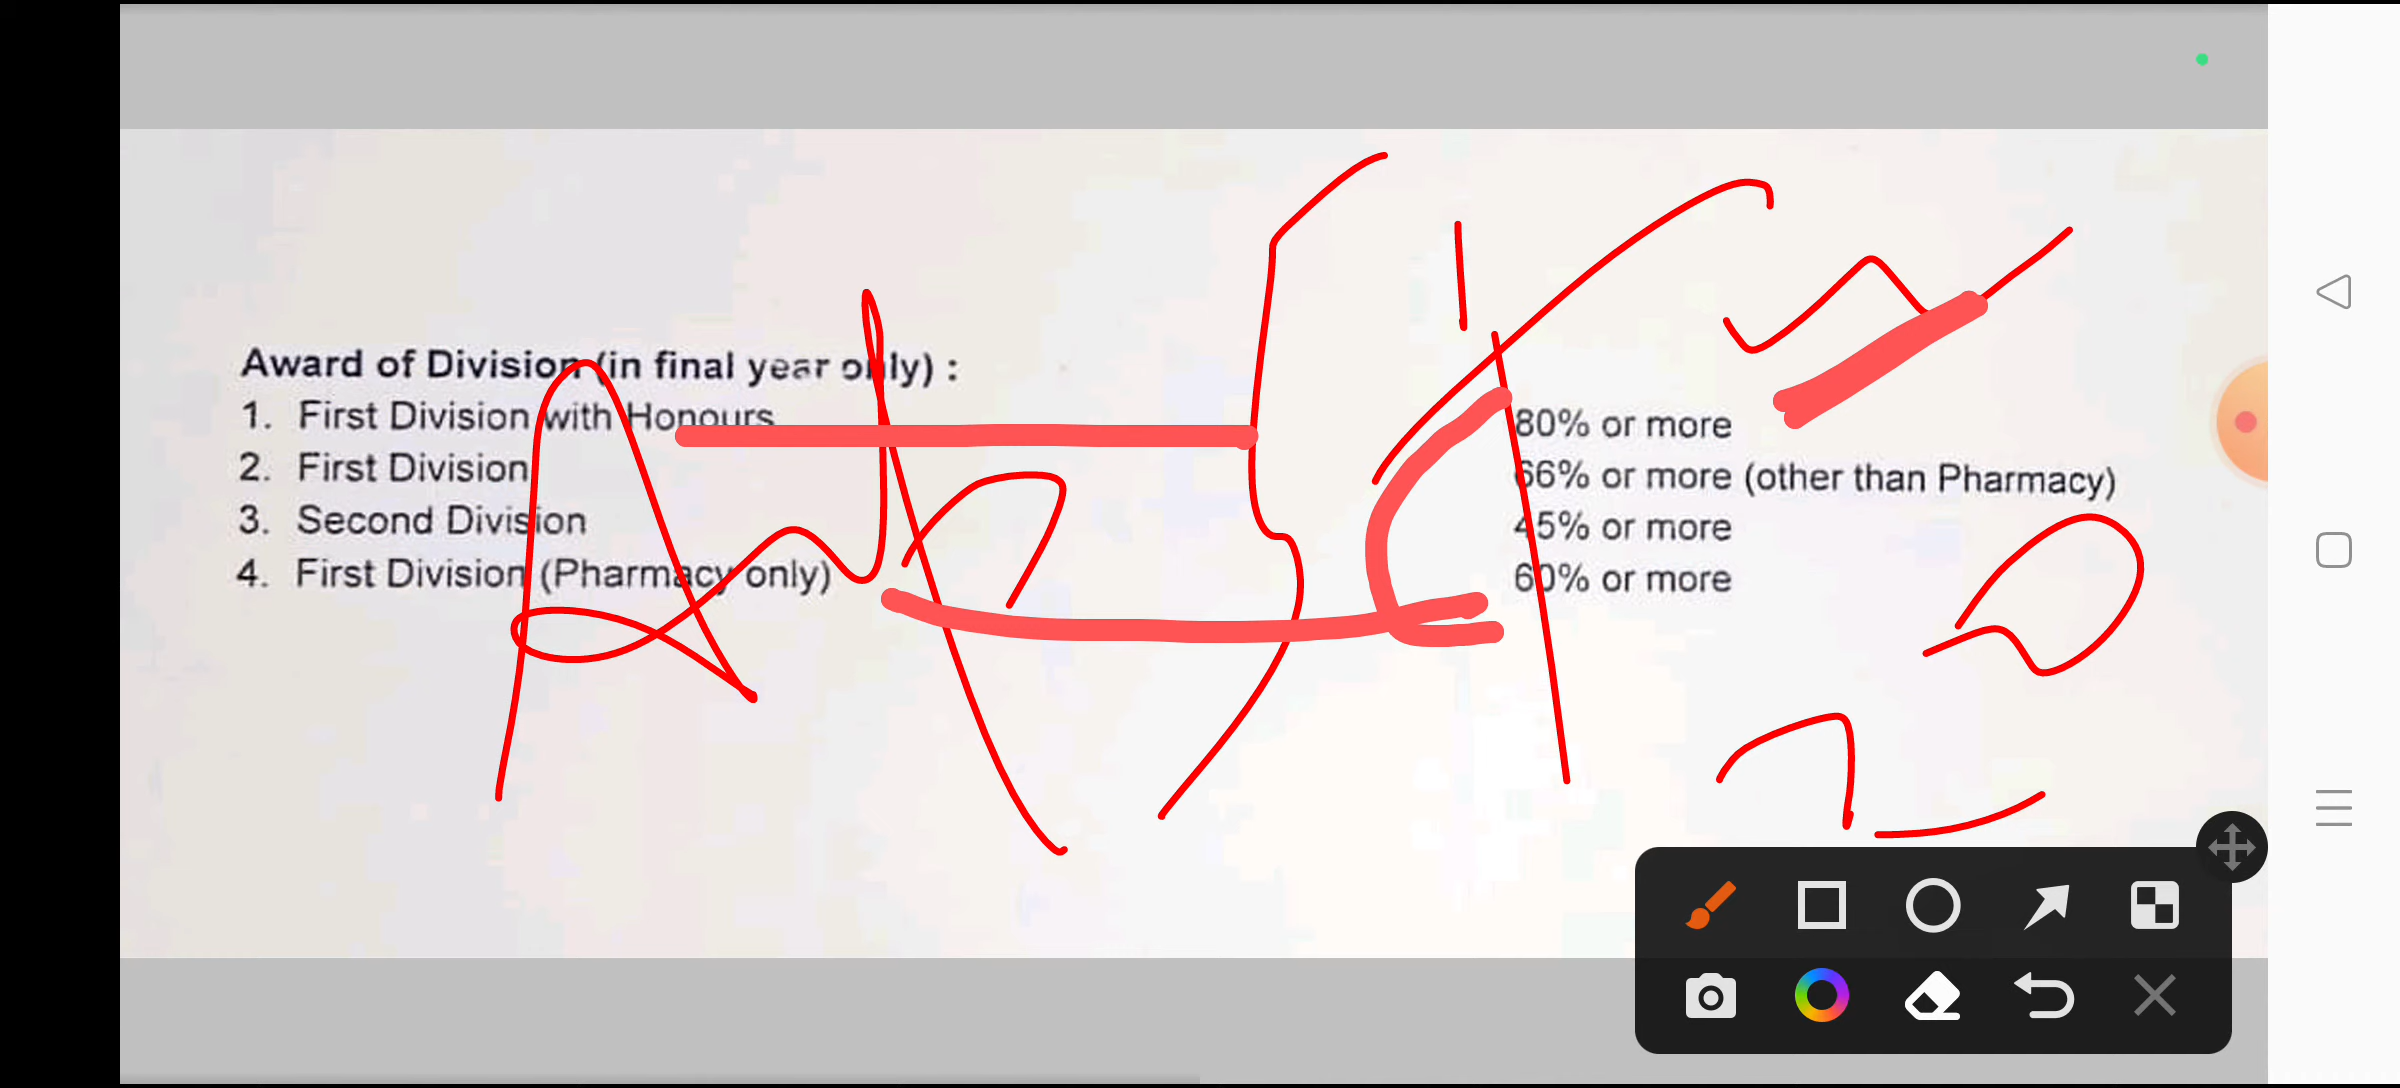 Award of Division (in final year only) :
1. First Division with Honours 80% or more
2. First Division 66% or more (other than Pharmacy)
3. Second Division 45% or more
4. First Division (Pharmacy only) 60% or more